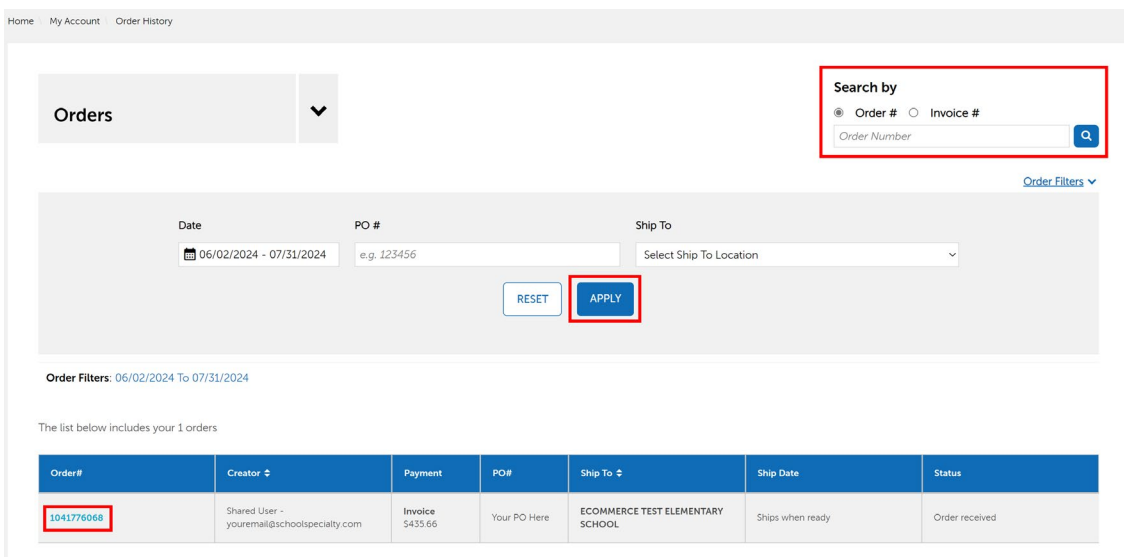 Home My Account Order History
Orders
Search by
Order # Invoice #
Order Number
Order Filters
Date PO # Ship To
06/02/2024 - 07/31/2024 e.g. 123456 Select Ship To Location
RESET APPLY
Order Filters: 06/02/2024 To 07/31/2024
The list below includes your 1 orders
Order# Creator Payment PO# Ship To Ship Date Status
1041776068 Shared User - Invoice Your PO Here ECOMMERCE TEST ELEMENTARY Ships when ready Order received
youremail@schoolspecialty.com $435.66 SCHOOL